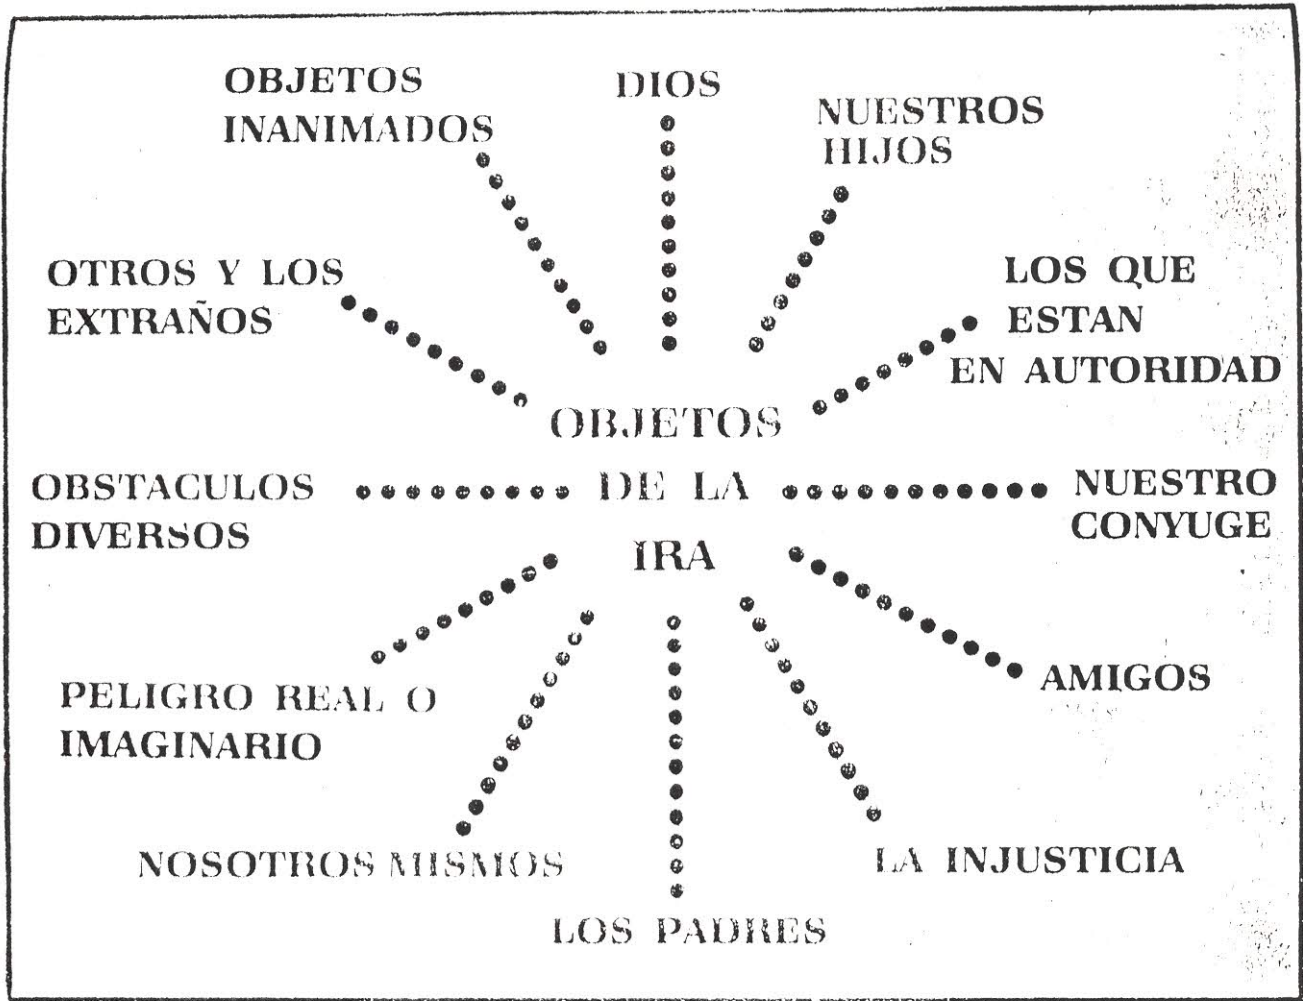 OBJETOS
INANIMADOS
DIOS
NUESTROS
HIJOS
OTROS Y LOS
EXTRAÑOS
LOS QUE
ESTAN
EN AUTORIDAD
OBJETOS
DE LA
IRA
OBSTACULOS
DIVERSOS
NUESTRO
CONYUGE
PELIGRO REAL O
IMAGINARIO
AMIGOS
NOSOTROS MISMOS
LA INJUSTICIA
LOS PADRES